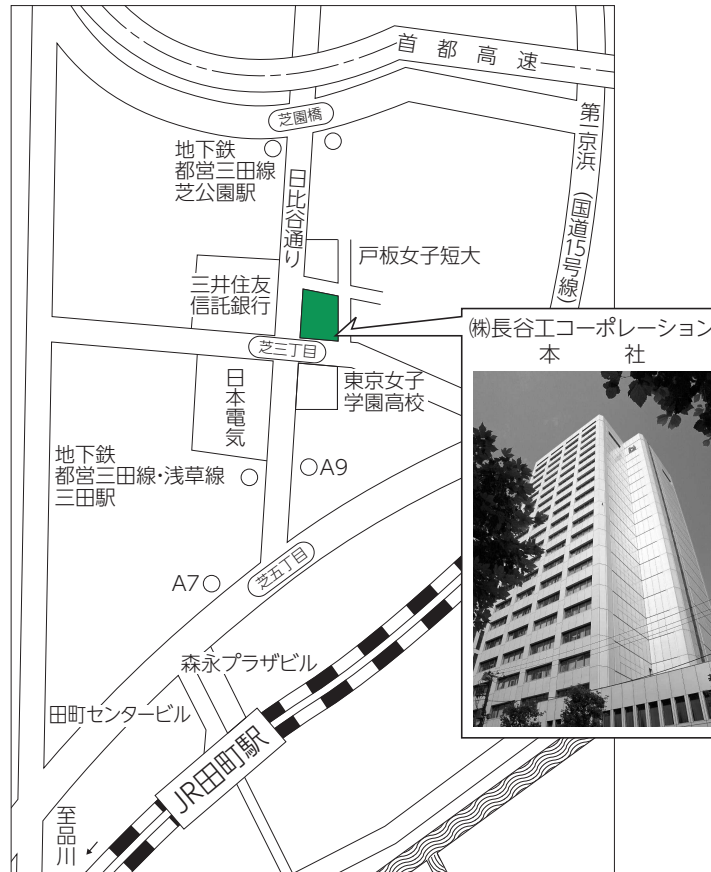 首都高速
芝園橋
第一京浜
(国道15号線)
地下鉄
都営三田線
芝公園駅
日比谷通り
戸板女子短大
三井住友
信託銀行
㈱長谷工コーポレーション
本社
芝三丁目
東京女子
学園高校
日本電気
地下鉄
都営三田線・浅草線
三田駅
A9
芝五丁目
A7
森永プラザビル
田町センタービル
JR田町駅
至品川